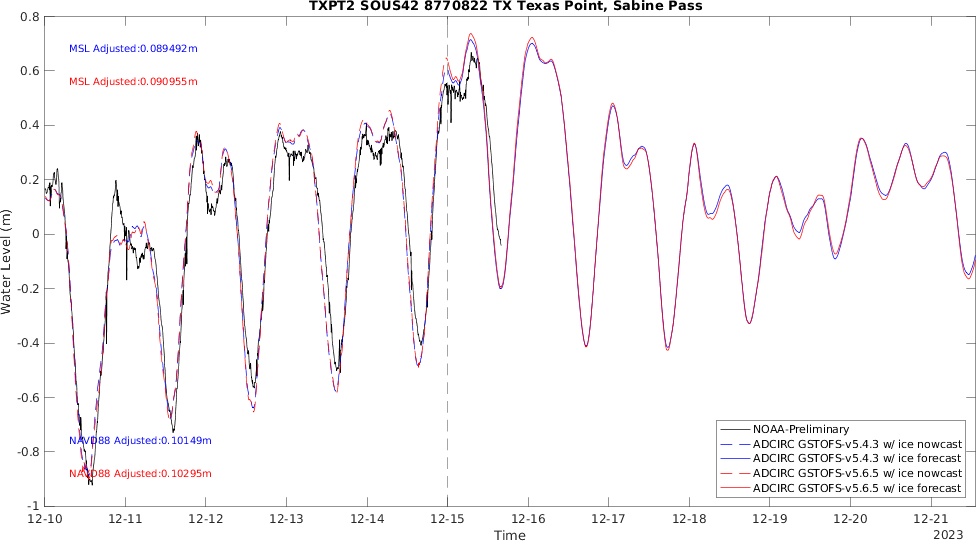 TXPT2 SOUS42 8770822 TX Texas Point, Sabine Pass
0.8
0.6
0.4
0.2
0
-0.2
-0.4
-0.6
-0.8
-1
Water Level (m)
MSL Adjusted:0.089492m
MSL Adjusted:0.090955m
NAVD88 Adjusted:0.10149m
NAVD88 Adjusted:0.10295m
NOAA-Preliminary
ADCIRC GSTOFS-v5.4.3 w/ ice nowcast
ADCIRC GSTOFS-v5.4.3 w/ ice forecast
ADCIRC GSTOFS-v5.6.5 w/ ice nowcast
ADCIRC GSTOFS-v5.6.5 w/ ice forecast
12-10 12-11 12-12 12-13 12-14 12-15 12-16 12-17 12-18 12-19 12-20 12-21
2023
Time